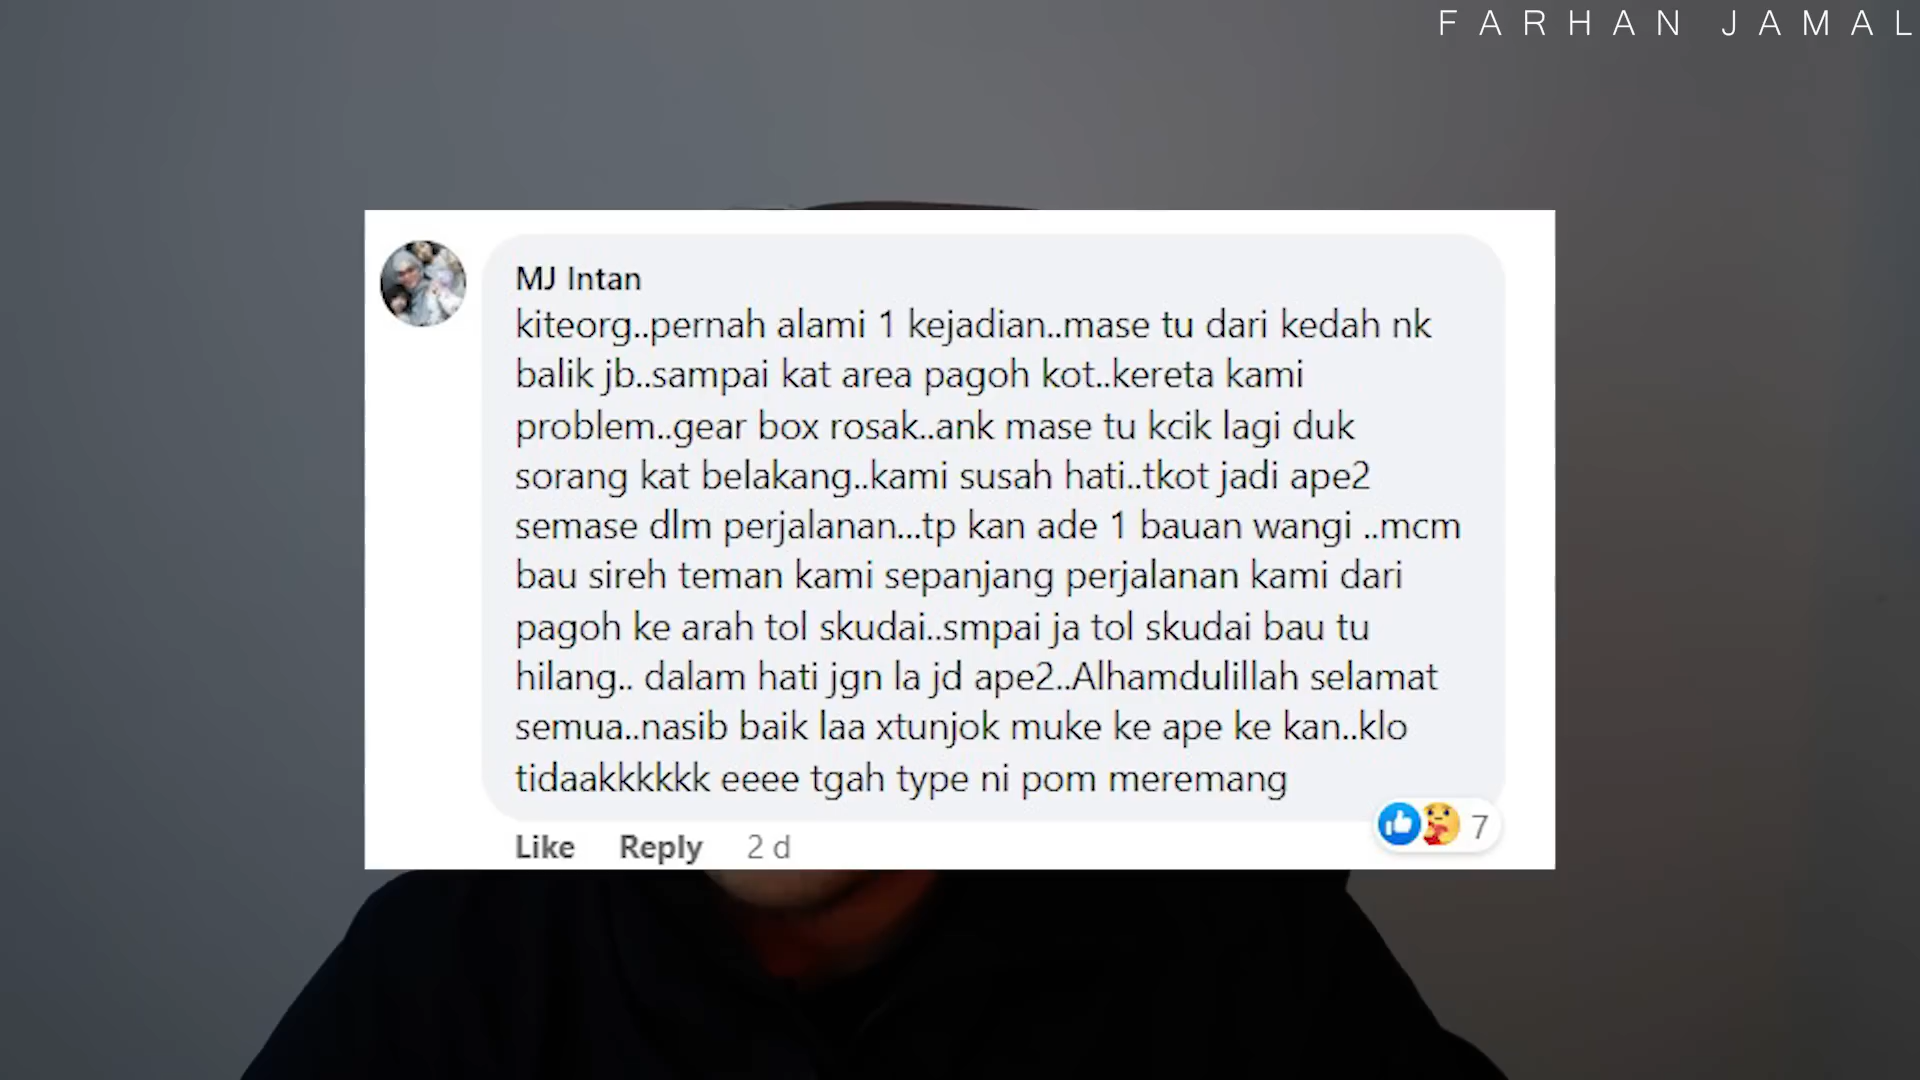 FARHAN JAMAL
MJ Intan
kiteorg..pernah alami 1 kejadian..mase tu dari kedah nk
balik jb..sampai kat area pagoh kot..kereta kami
problem..gear box rosak..ank mase tu kcik lagi duk
sorang kat belakang..kami susah hati..tkot jadi ape2
semase dlm perjalanan...tp kan ade 1 bauan wangi ..mcm
bau sireh teman kami sepanjang perjalanan kami dari
pagoh ke arah tol skudai..smpai ja tol skudai bau tu
hilang.. dalam hati jgn la jd ape2..Alhamdulillah selamat
semua..nasib baik laa xtunjok muke ke ape ke kan..klo
tidaakkkkkk eeee tgah type ni pom meremang
Like Reply 2 d 7